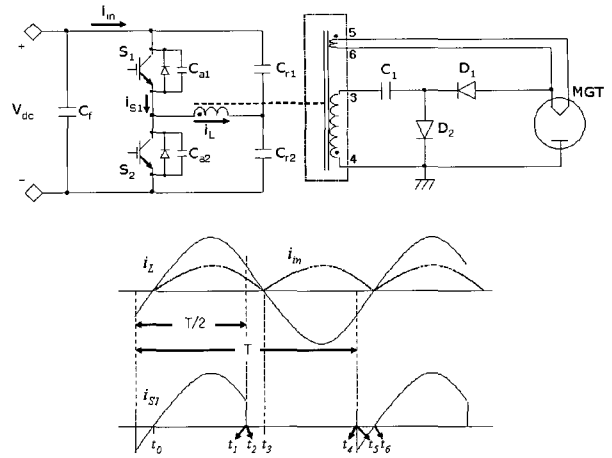 i_in
+
S_1
C_a1
C_r1
V_dc
C_f
i_S1
i_L
S_2
C_a2
C_r2
−
5
6
3
4
C_1
D_1
D_2
MGT
i_L
i_in
T/2
T
i_S1
t_0
t_1
t_2
t_3
t_4
t_5
t_6